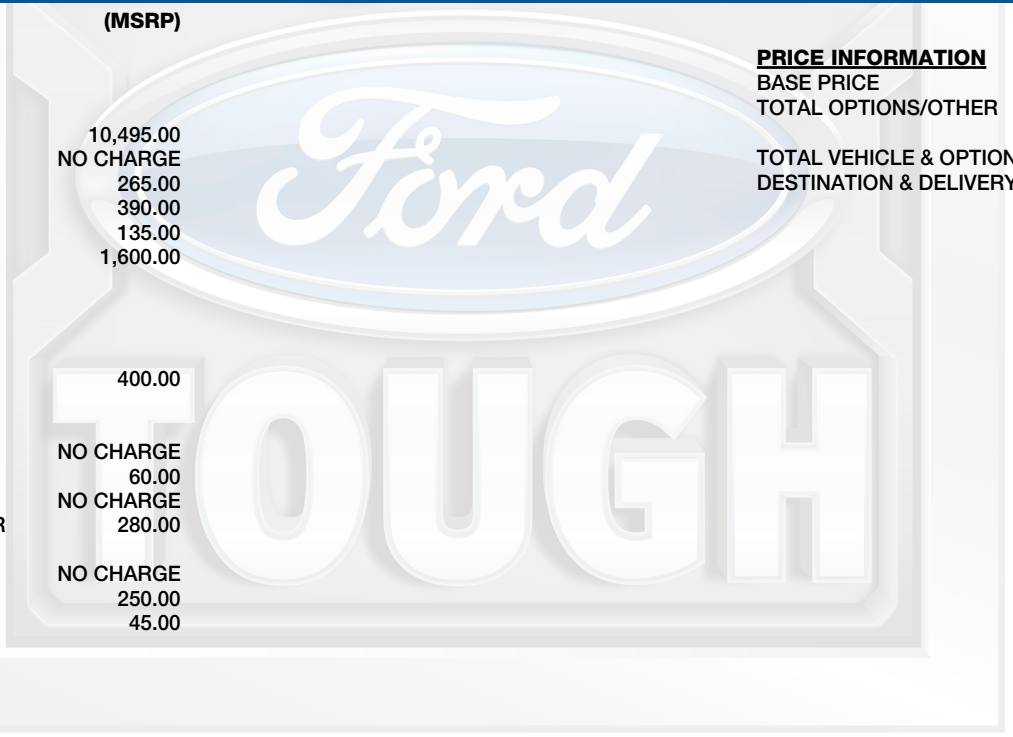 (MSRP)
10,495.00
NO CHARGE
265.00
390.00
135.00
1,600.00
400.00
NO CHARGE
60.00
NO CHARGE
R 280.00
NO CHARGE
250.00
45.00
PRICE INFORMATION
BASE PRICE
TOTAL OPTIONS/OTHER
TOTAL VEHICLE & OPTION
DESTINATION & DELIVERY
Ford
TOUGH